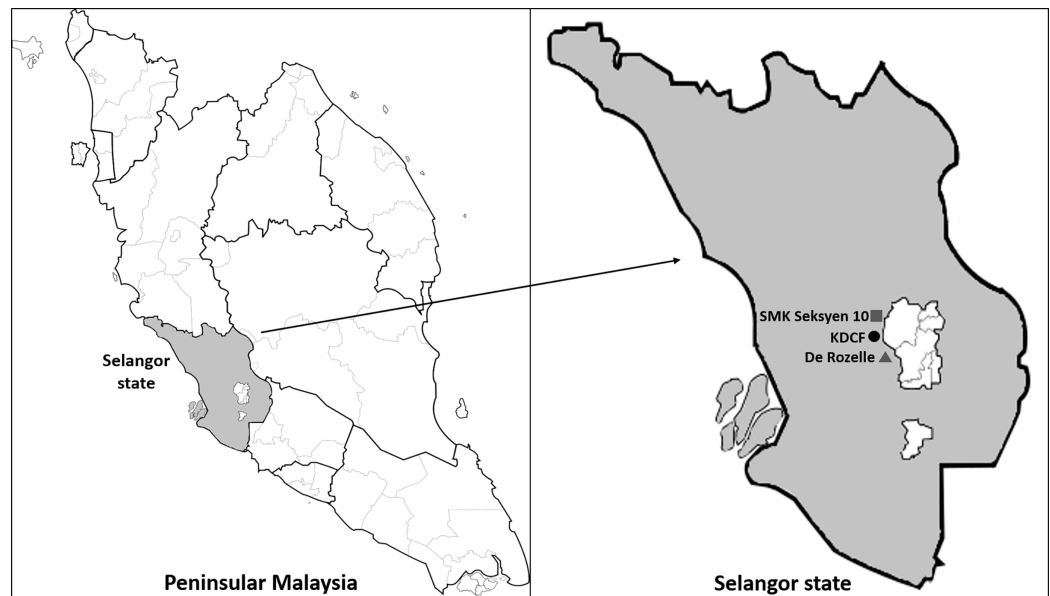 Selangor
state
Peninsular Malaysia
SMK Seksyen 10
KDCF
De Rozelle
Selangor state